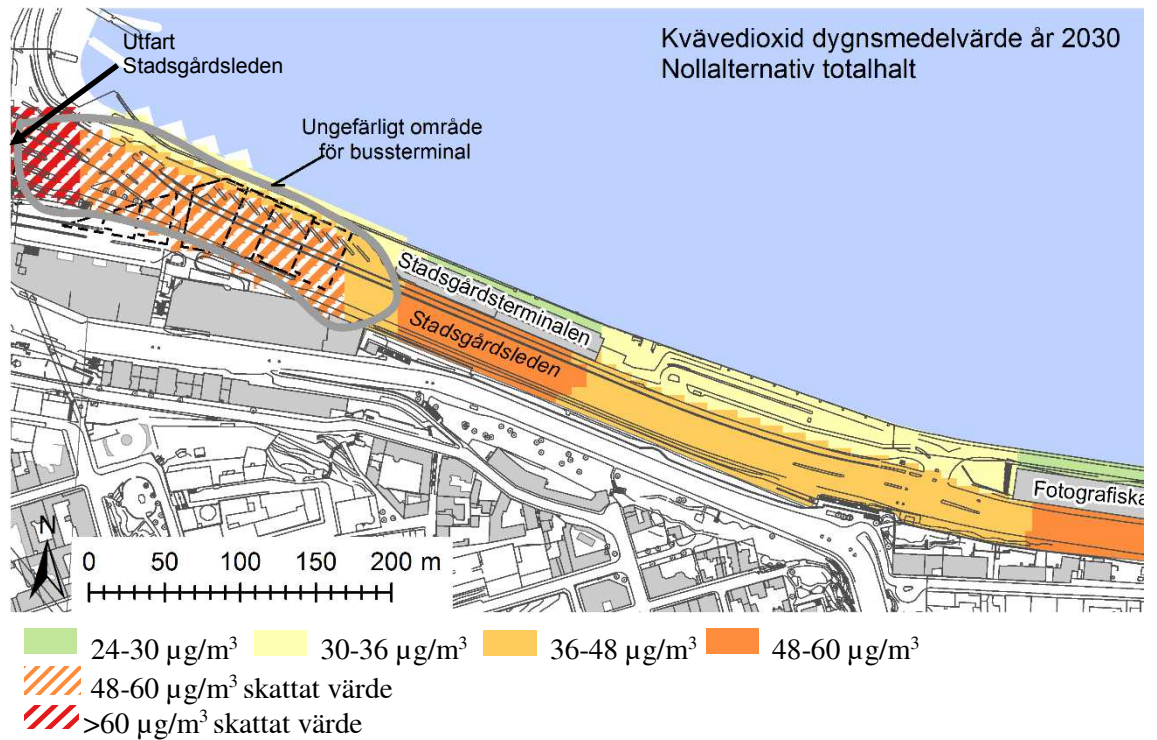 Utfart
Stadsgårdsleden
Kvävedioxid dygnsmedelvärde år 2030
Nollalternativ totalhalt
Ungefärligt område
för bussterminal
Stadsgårdsterminalen
Stadsgårdsleden
Fotografiska
N
0 50 100 150 200 m
24-30 µg/m³ 30-36 µg/m³ 36-48 µg/m³ 48-60 µg/m³
48-60 µg/m³ skattat värde
>60 µg/m³ skattat värde